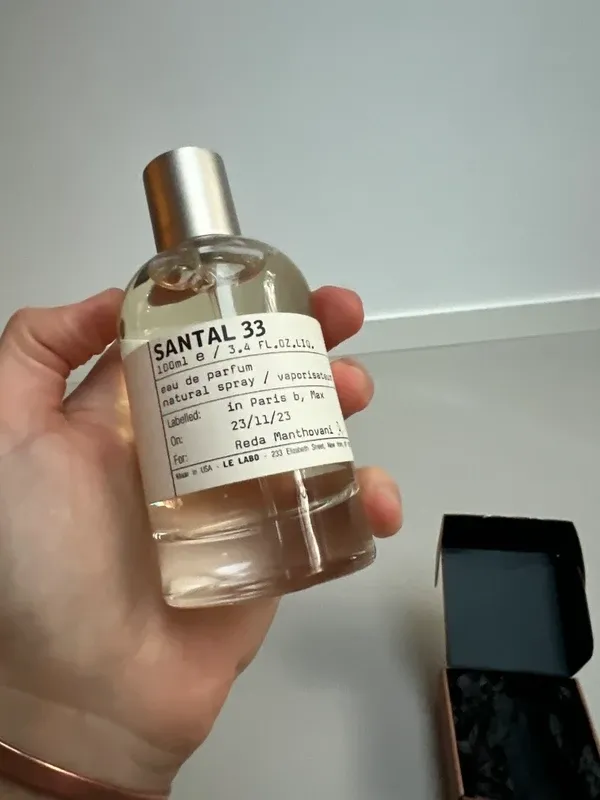 SANTAL 33
100ml e / 3.4 FL.OZ.LIQ.
eau de parfum
natural spray / vaporisateur
Labelled: in Paris b, Max
On: 23/11/23
For: Reda Manthovani
Made in USA - LE LABO - 233 Elizabeth Street, New York,